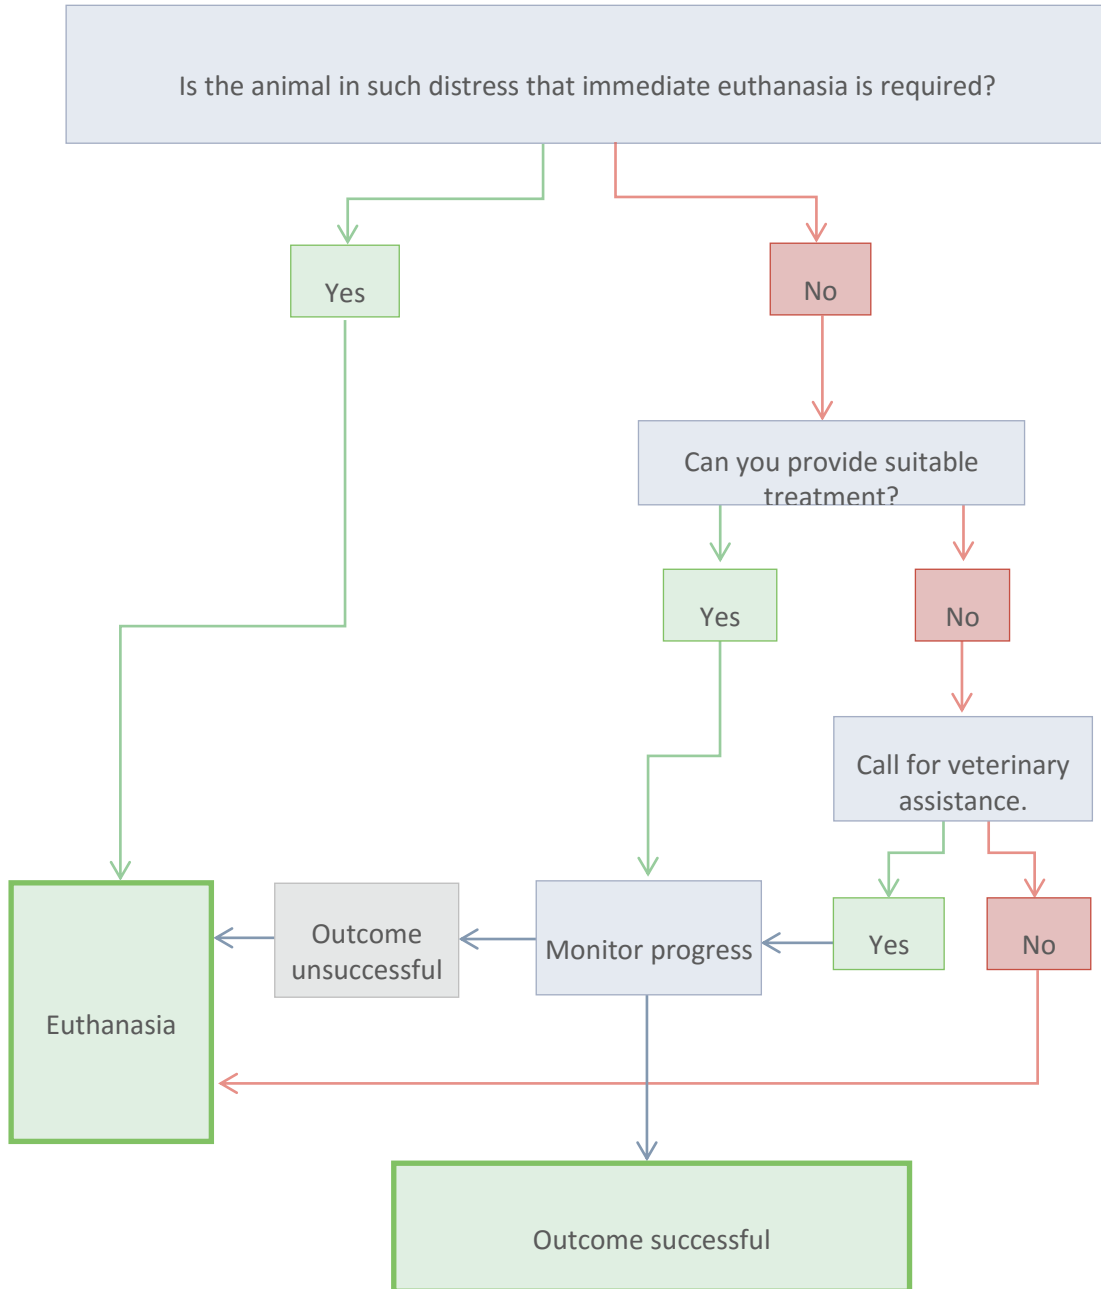 Is the animal in such distress that immediate euthanasia is required?
Yes
No
Can you provide suitable
treatment?
Yes
No
Call for veterinary
assistance.
Yes
No
Monitor progress
Outcome
unsuccessful
Euthanasia
Outcome successful